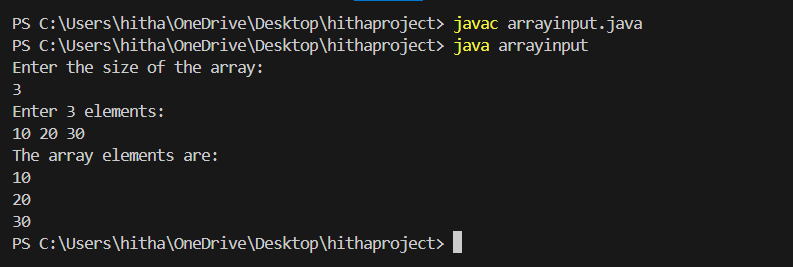 PS C:\Users\hitha\OneDrive\Desktop\hithaproject> javac arrayinput.java
PS C:\Users\hitha\OneDrive\Desktop\hithaproject> java arrayinput
Enter the size of the array:
3
Enter 3 elements:
10 20 30
The array elements are:
10
20
30
PS C:\Users\hitha\OneDrive\Desktop\hithaproject>